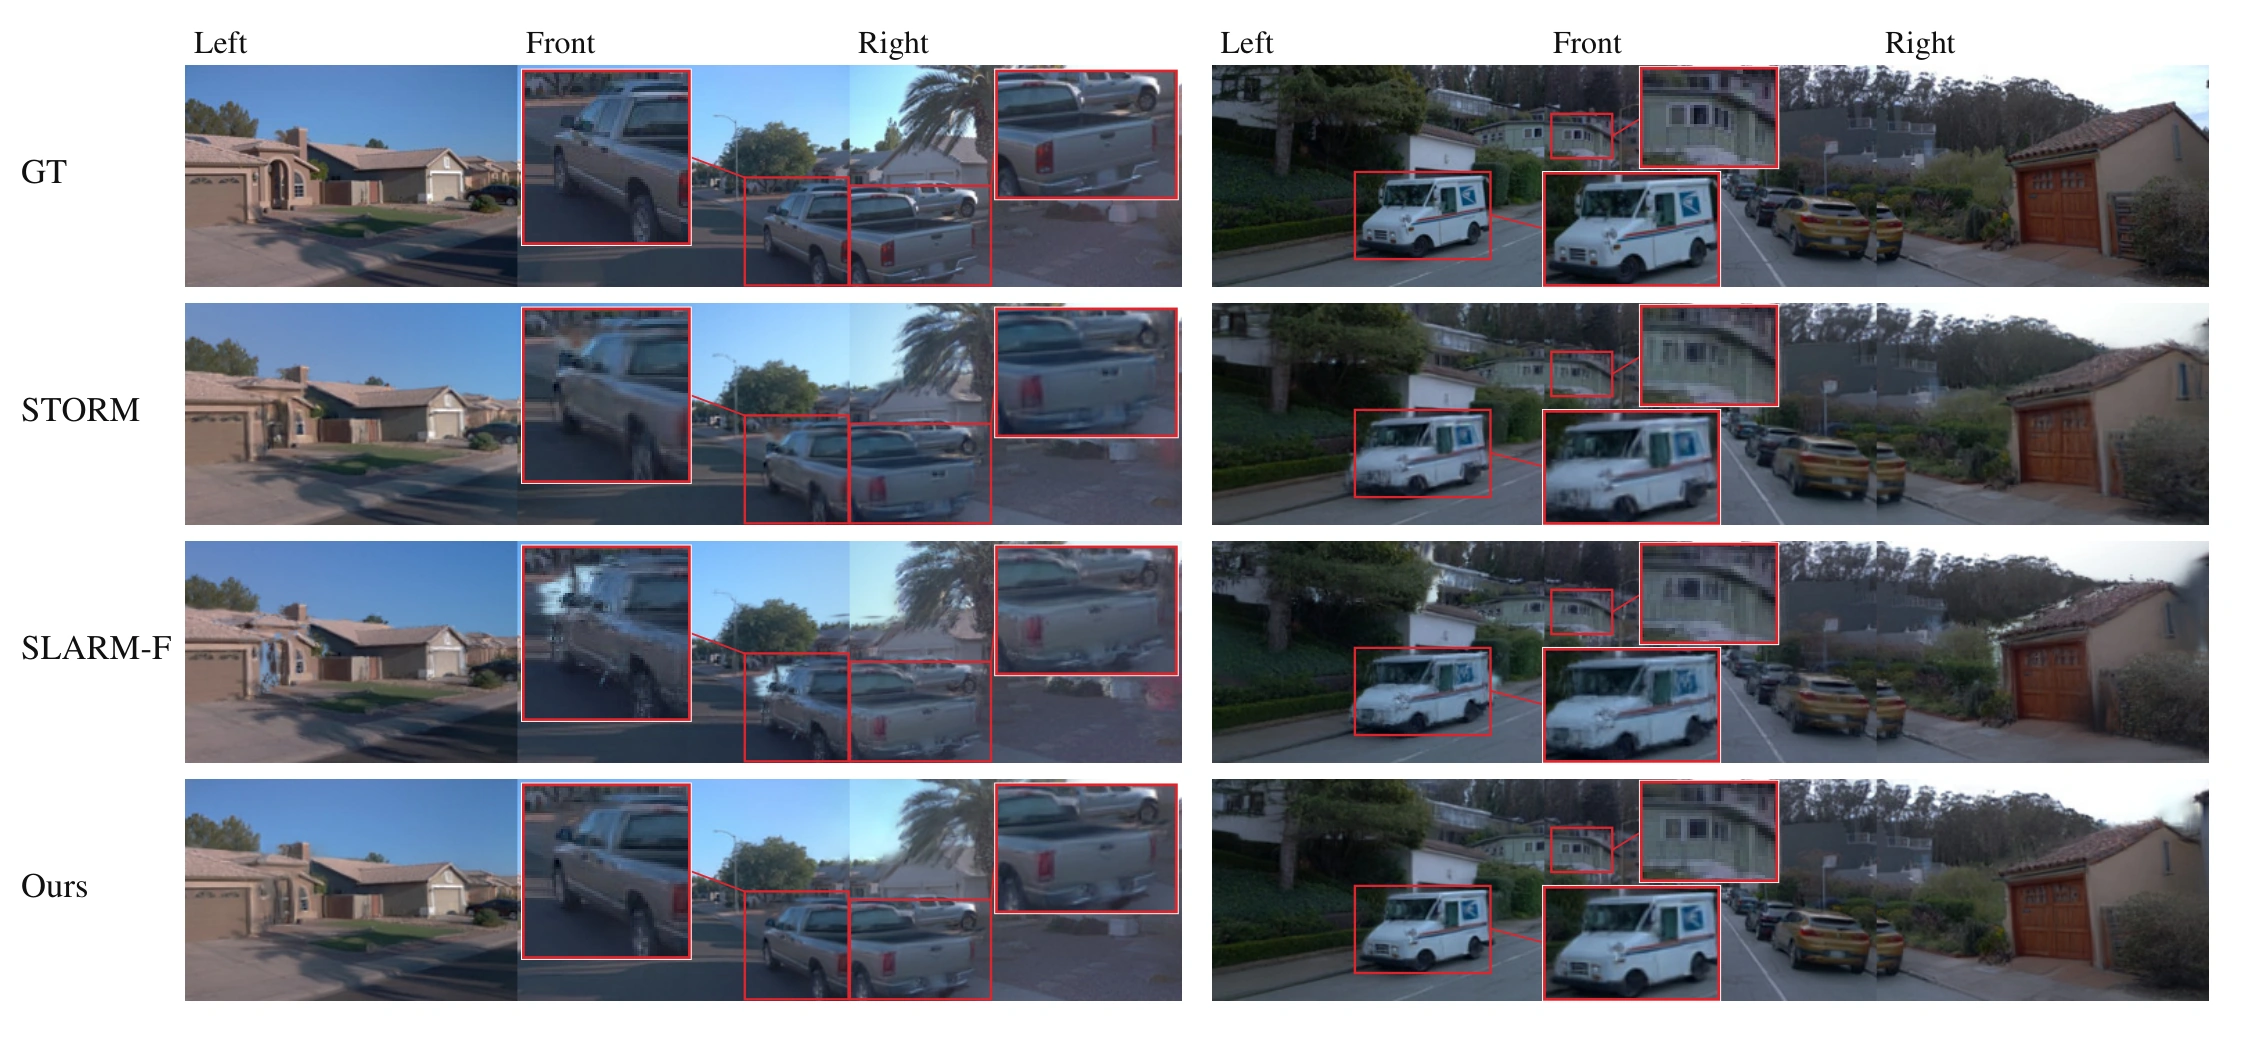 Left Front Right Left Front Right
GT
STORM
SLARM-F
Ours